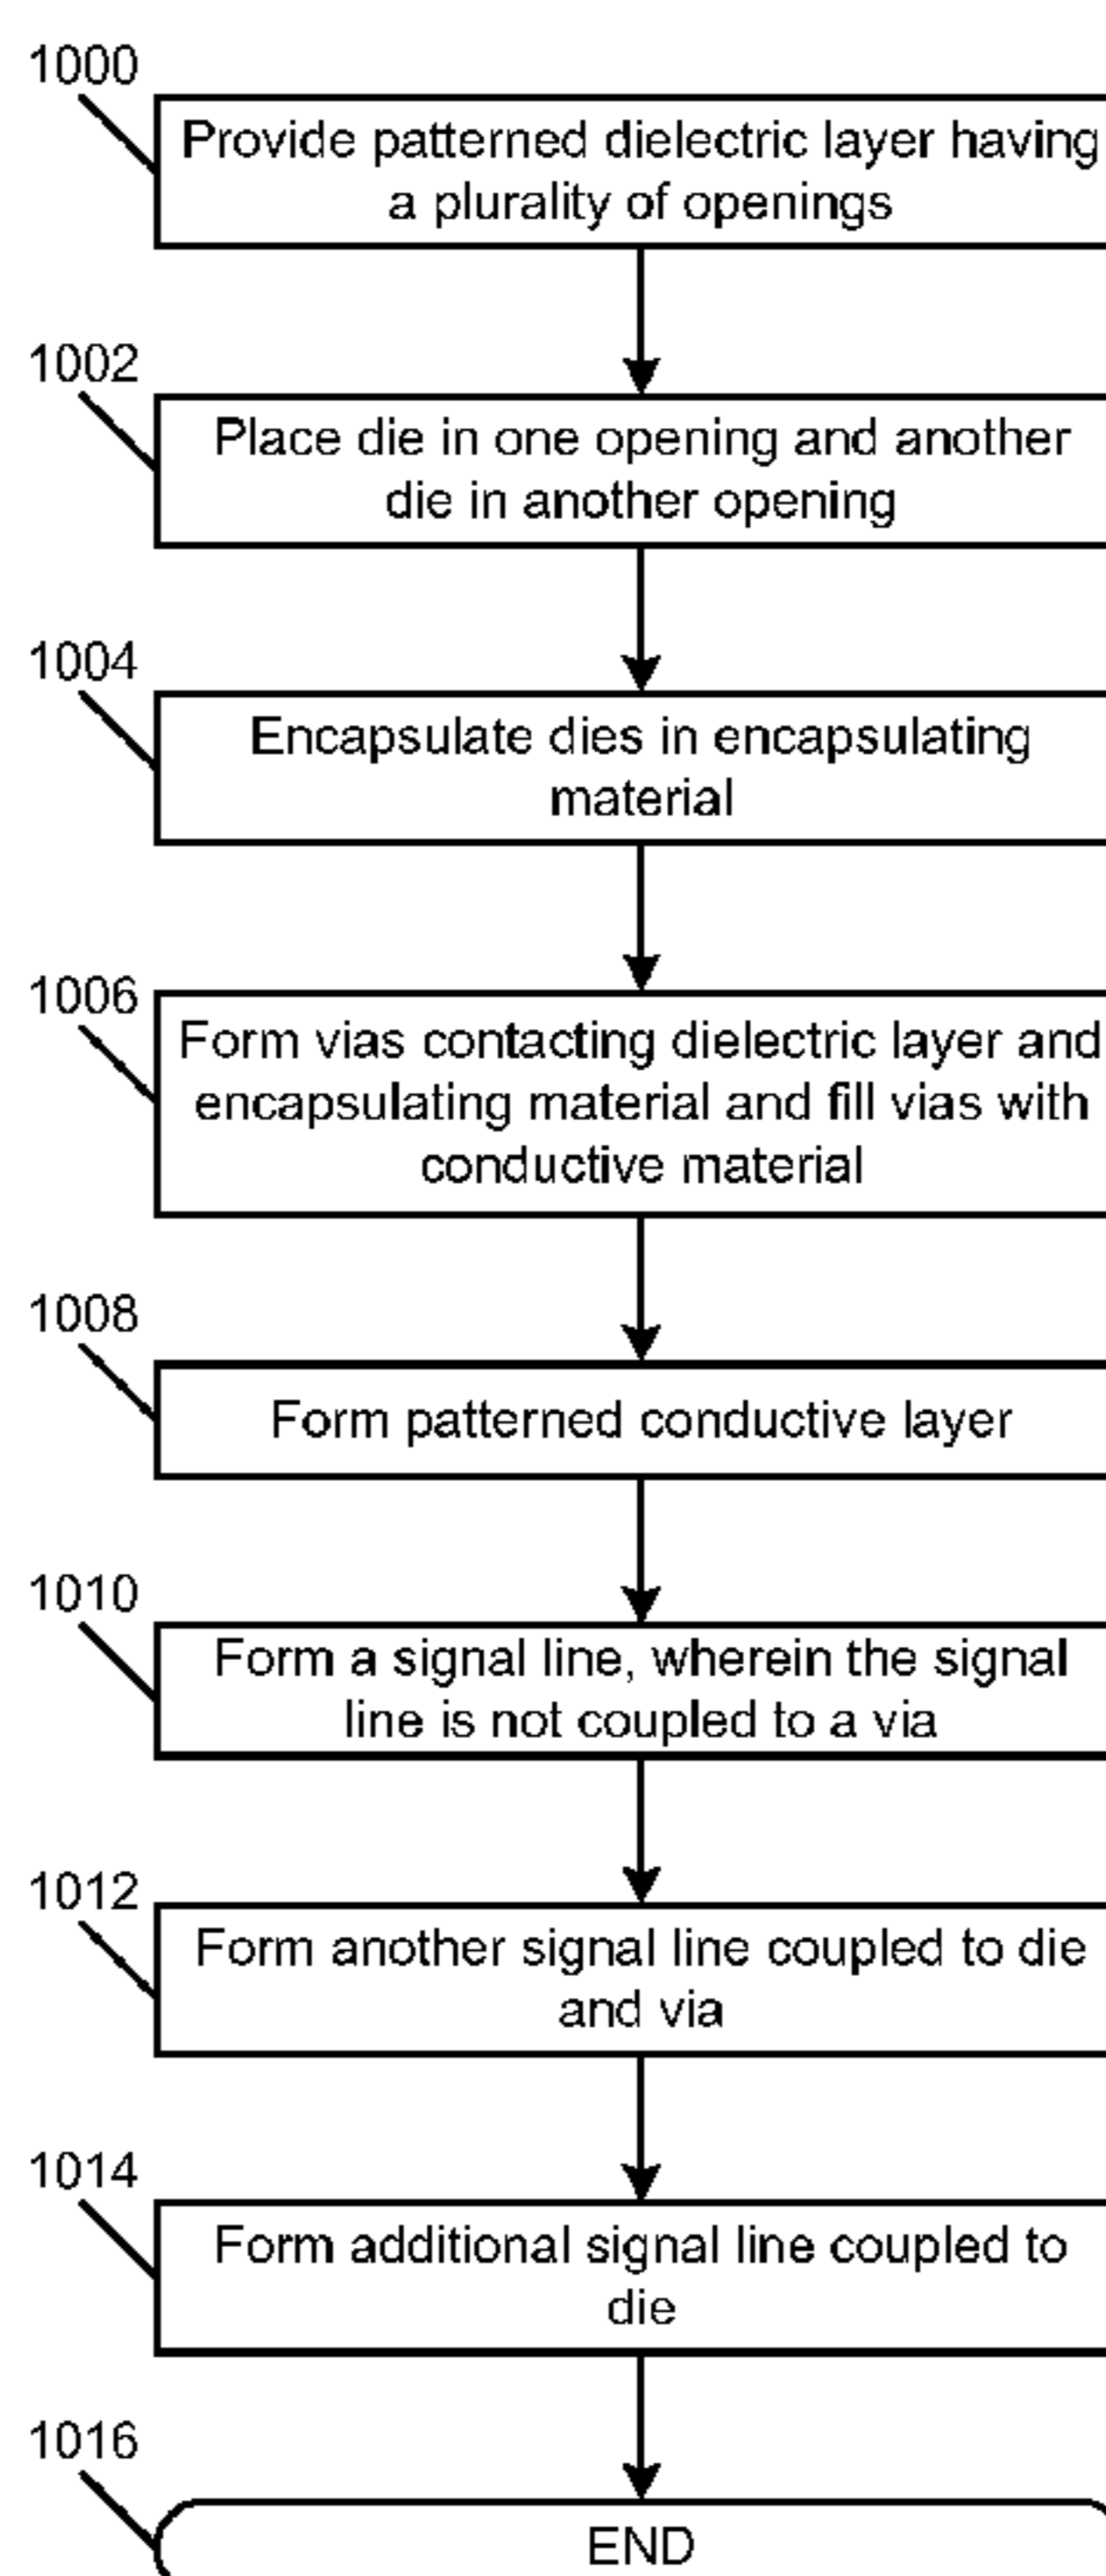 1000
Provide patterned dielectric layer having
a plurality of openings
1002
Place die in one opening and another
die in another opening
1004
Encapsulate dies in encapsulating
material
1006
Form vias contacting dielectric layer and
encapsulating material and fill vias with
conductive material
1008
Form patterned conductive layer
1010
Form a signal line, wherein the signal
line is not coupled to a via
1012
Form another signal line coupled to die
and via
1014
Form additional signal line coupled to
die
1016
END